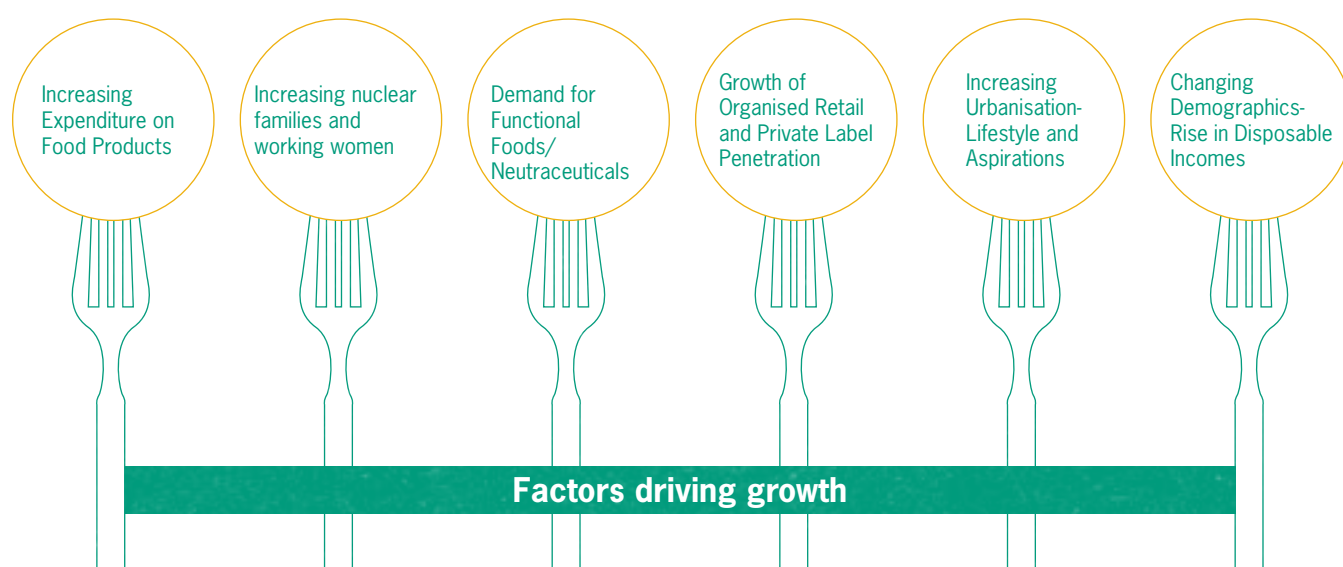 Increasing
Expenditure on
Food Products
Increasing nuclear
families and
working women
Demand for
Functional
Foods/
Neutraceuticals
Growth of
Organised Retail
and Private Label
Penetration
Increasing
Urbanisation-
Lifestyle and
Aspirations
Changing
Demographics-
Rise in Disposable
Incomes
Factors driving growth